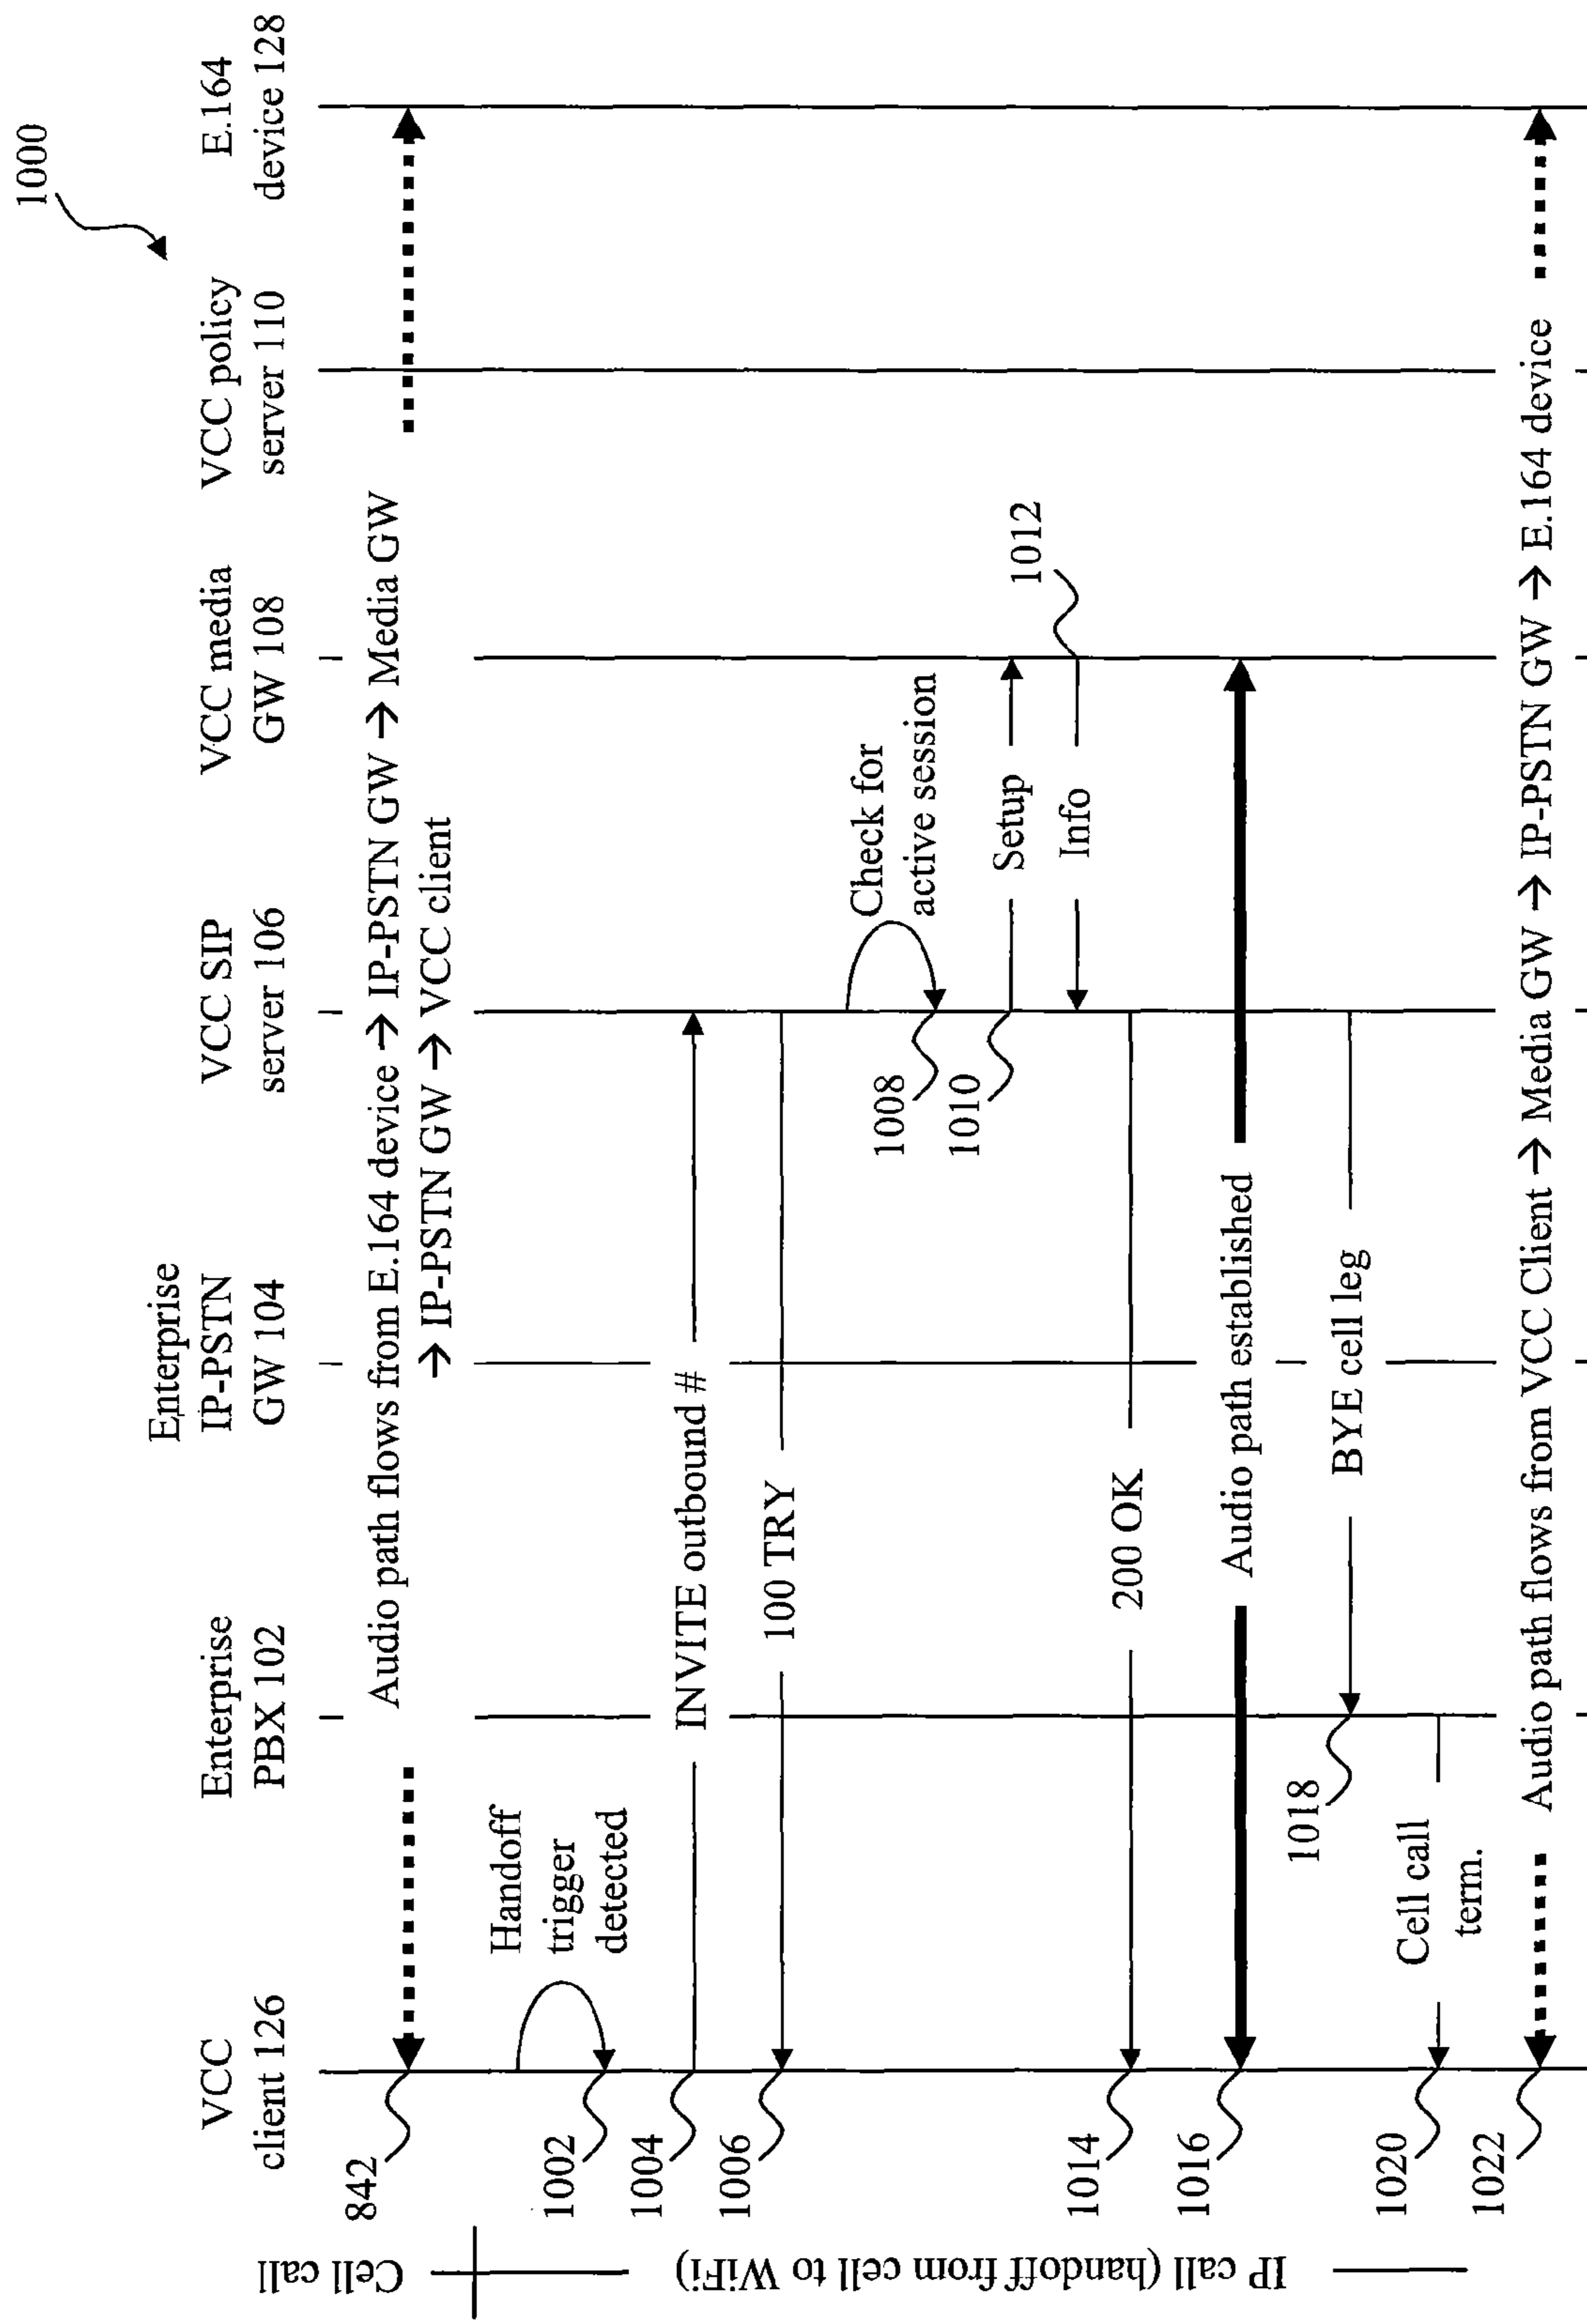 1000
VCC
client 126
Enterprise
PBX 102
Enterprise
IP-PSTN
GW 104
VCC SIP
server 106
VCC media
GW 108
VCC policy
server 110
E.164
device 128
842
Audio path flows from E.164 device → IP-PSTN GW → Media GW
→ IP-PSTN GW → VCC client
Cell call
IP call (handoff from cell to WiFi)
Handoff
trigger
detected
1002
1004
INVITE outbound #
1006
100 TRY
Check for
active session
1008
1010
Setup
1012
Info
1014
200 OK
1016
Audio path established
1018
BYE cell leg
1020
Cell call
term.
1022
Audio path flows from VCC Client → Media GW → IP-PSTN GW → E.164 device